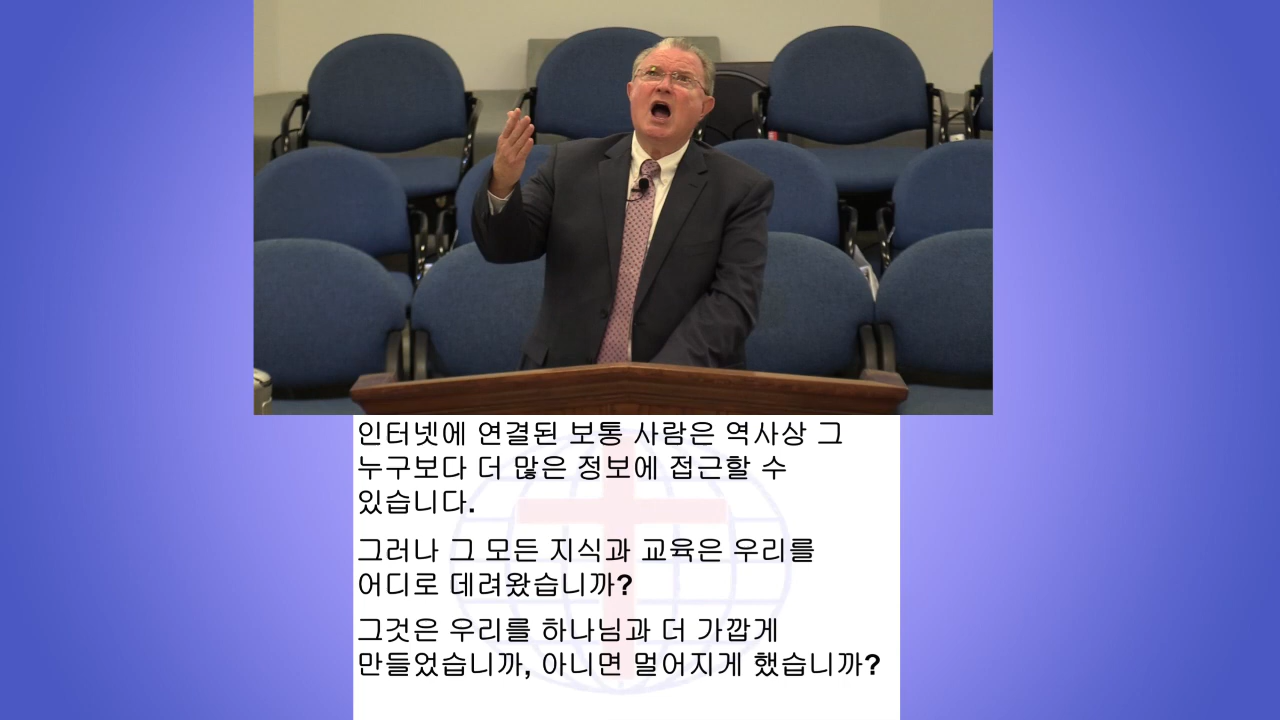 인터넷에 연결된 보통 사람은 역사상 그
누구보다 더 많은 정보에 접근할 수
있습니다.
그러나 그 모든 지식과 교육은 우리를
어디로 데려왔습니까?
그것은 우리를 하나님과 더 가깝게
만들었습니까, 아니면 멀어지게 했습니까?